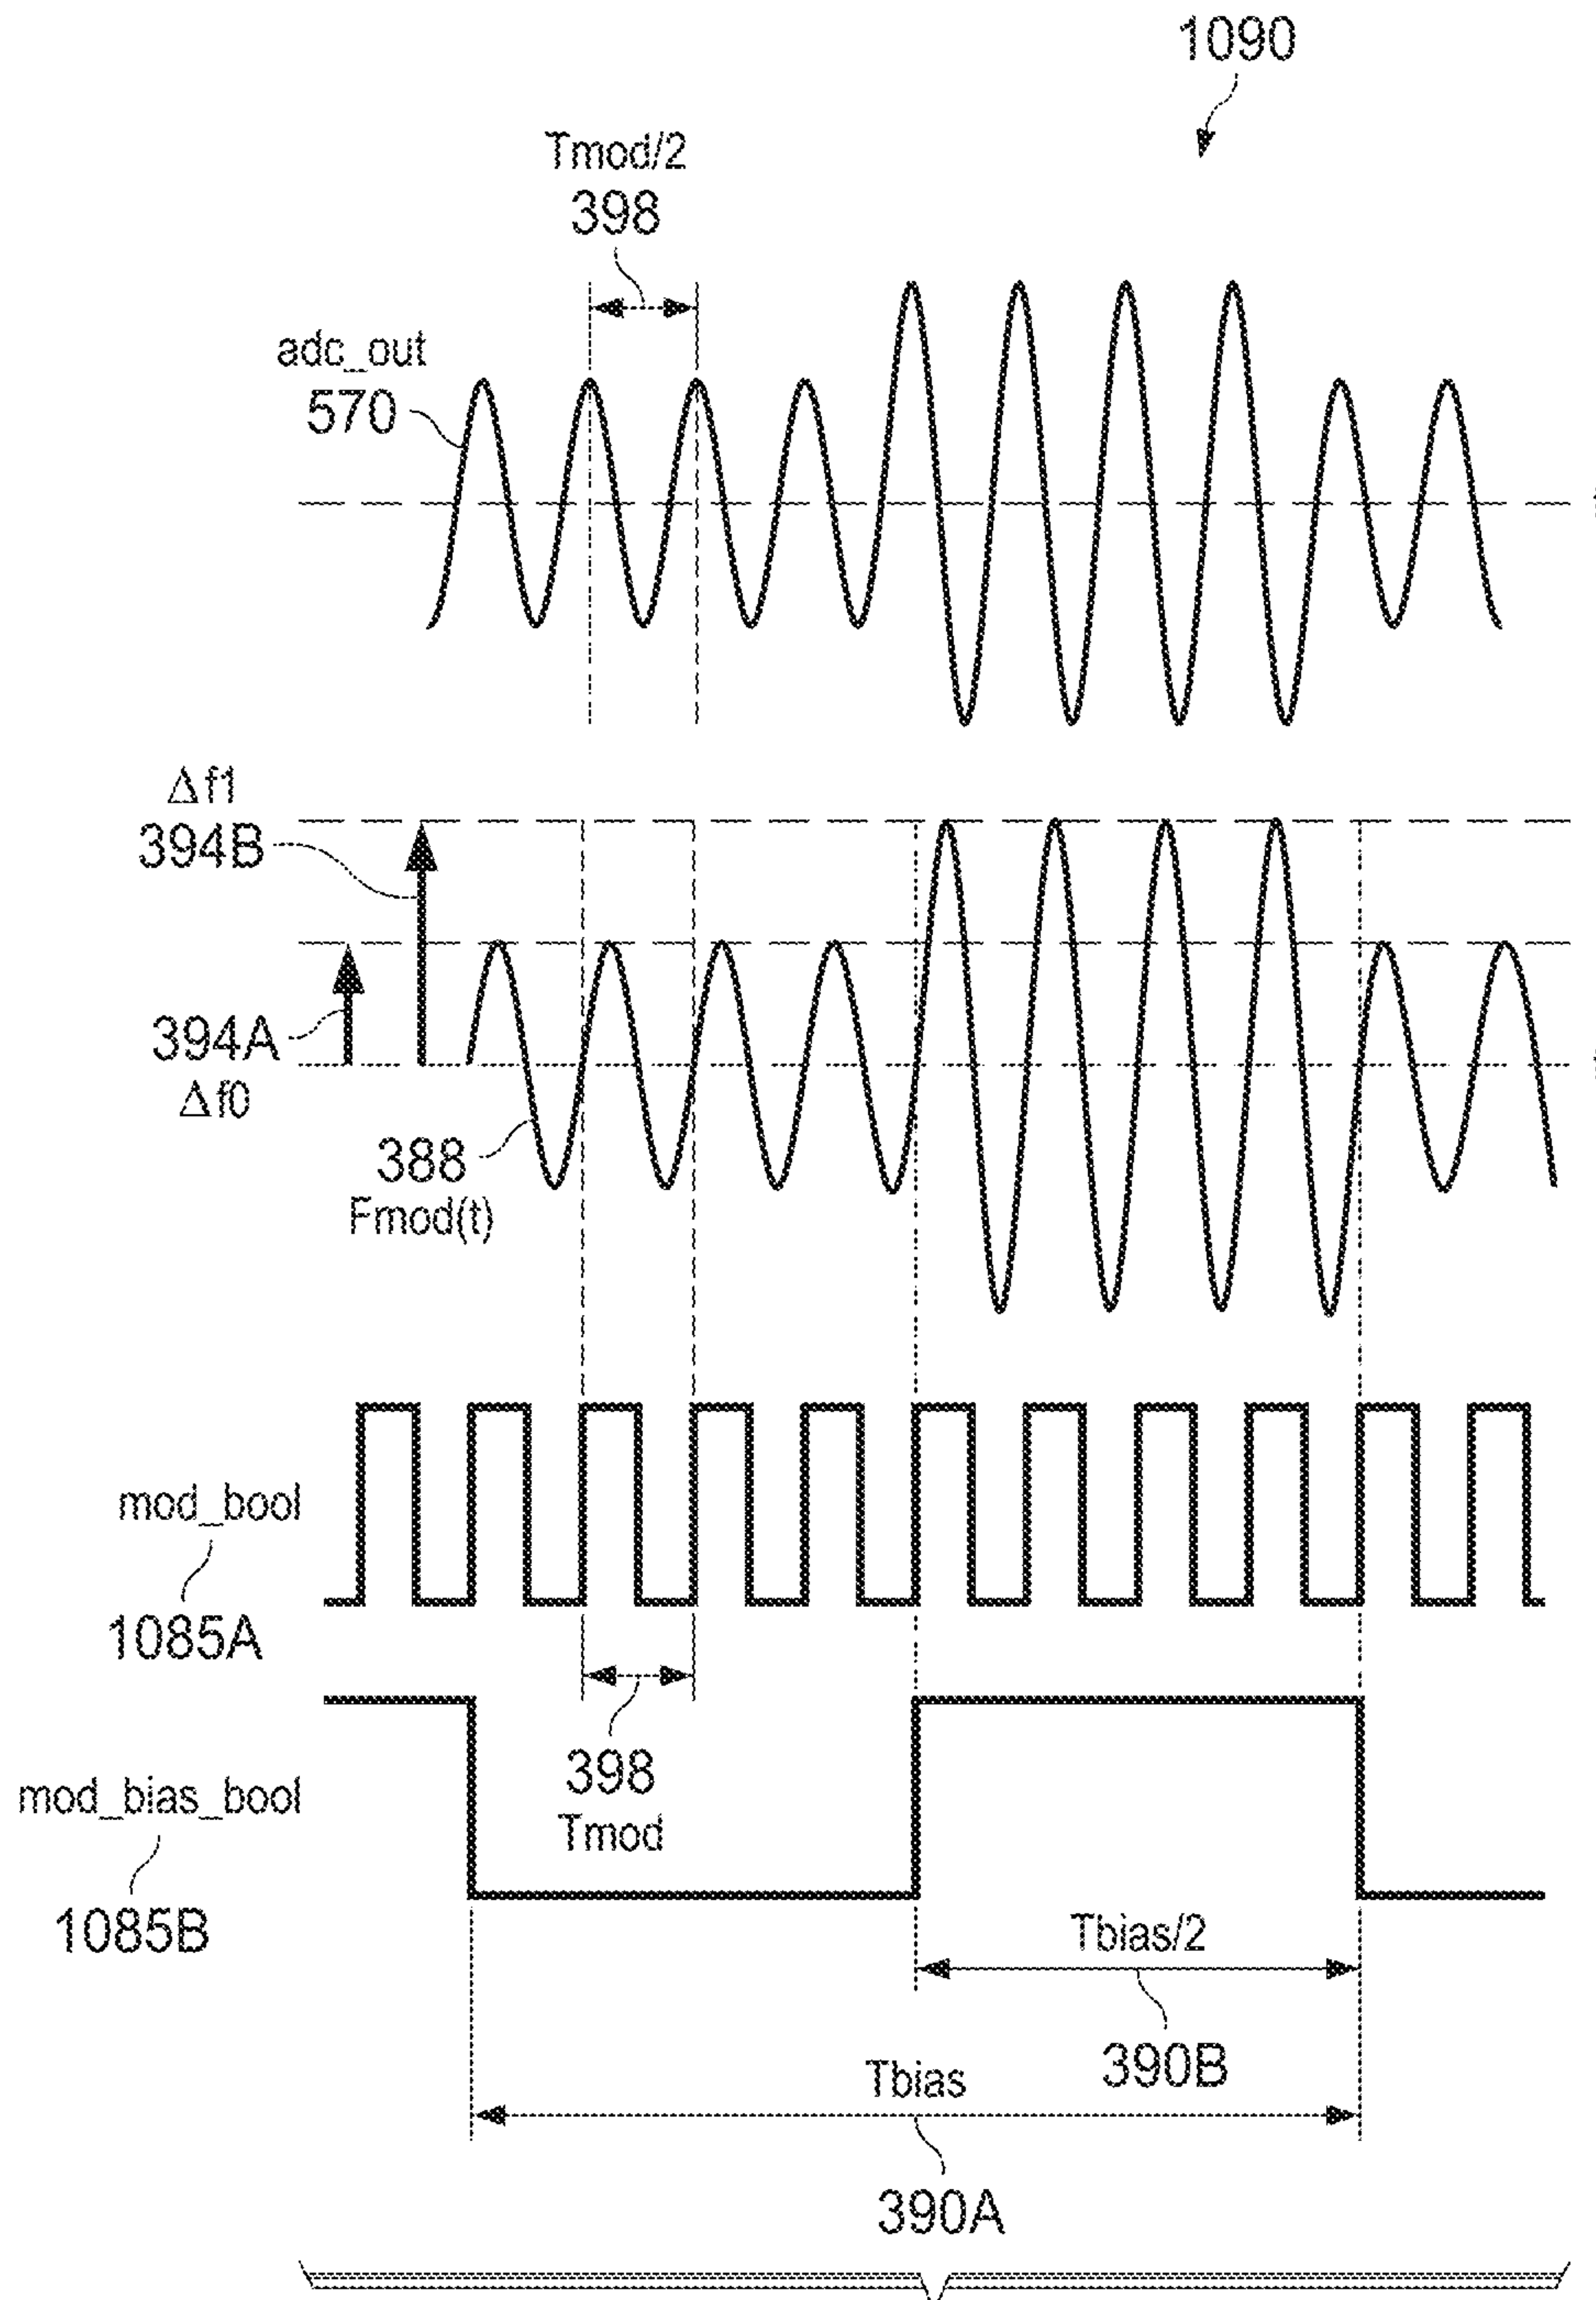 1090
Tmod/2
398
adc_out
570
Δf1
394B
394A
Δf0
388
Fmod(t)
mod_bool
1085A
398
Tmod
mod_bias_bool
1085B
Tbias/2
390B
Tbias
390A